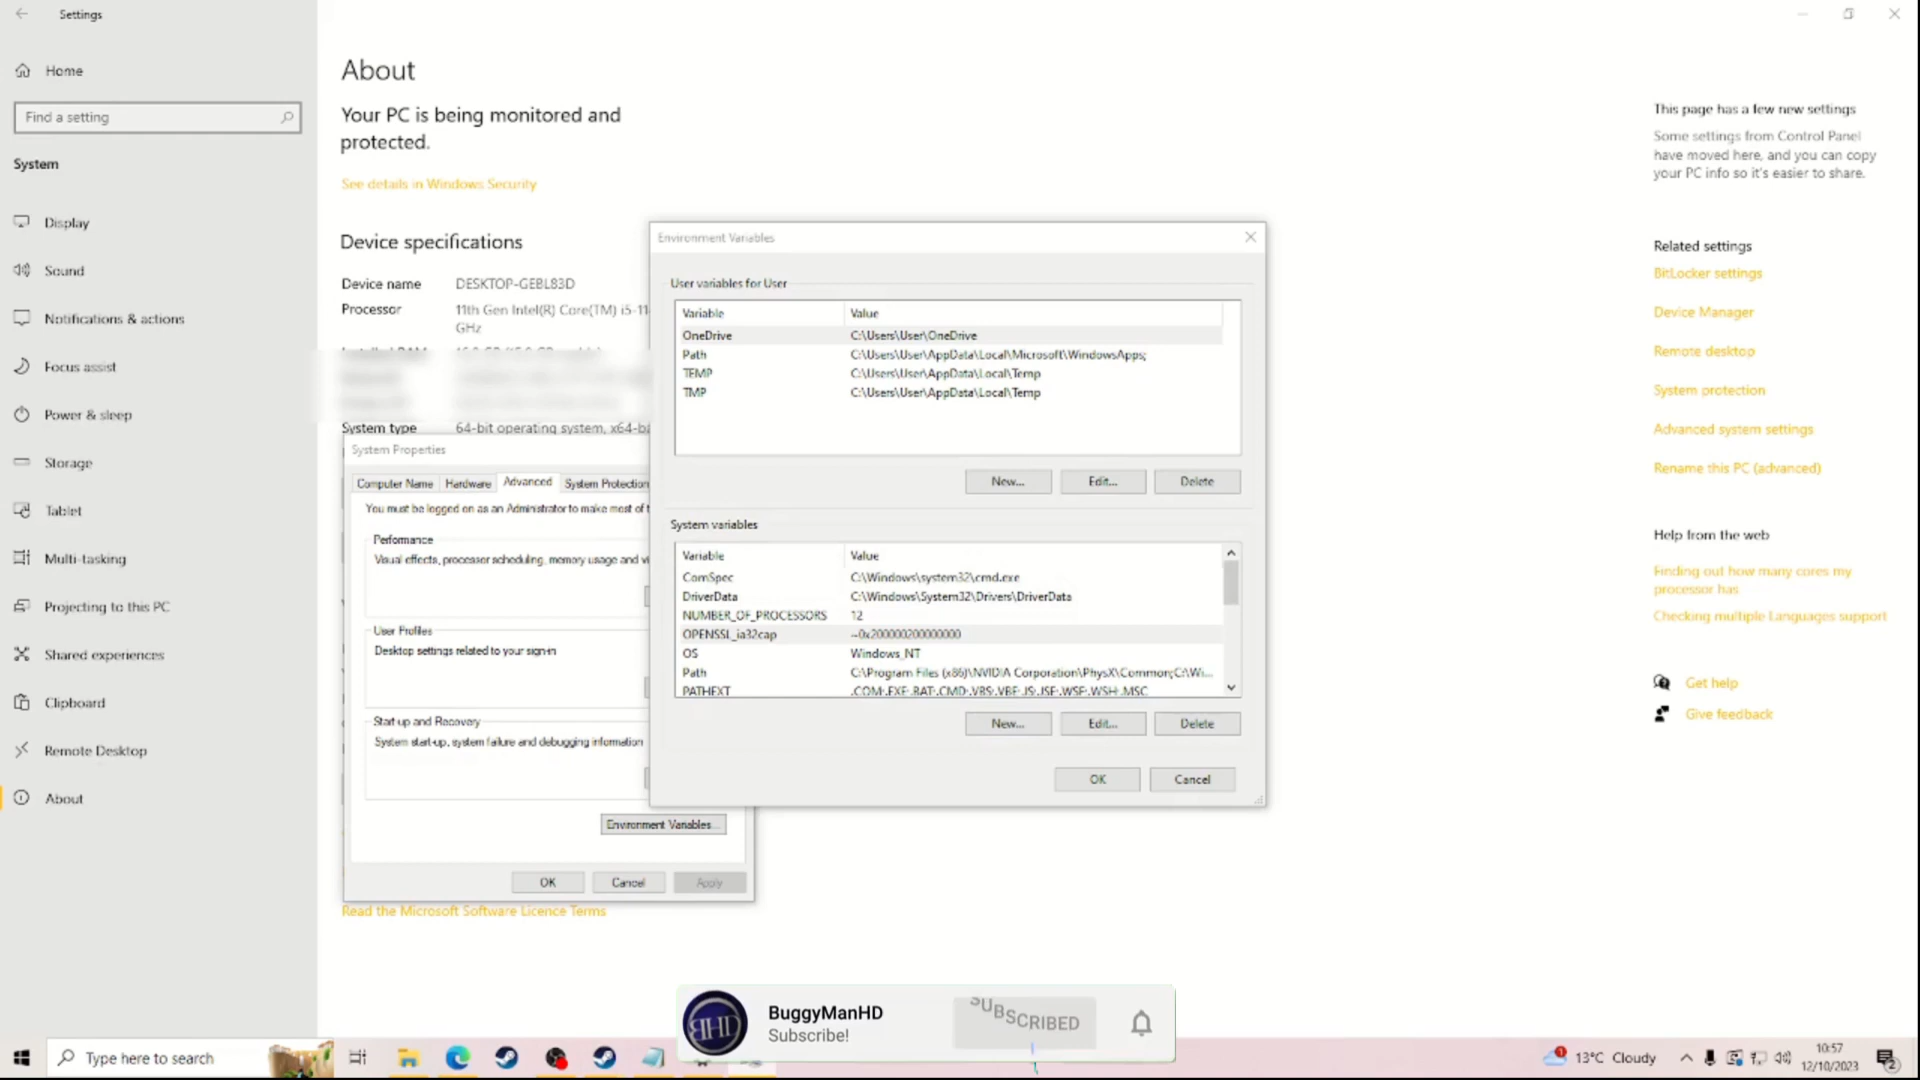 Settings
Home
Find a setting
System
Display
Sound
Notifications & actions
Focus assist
Power & sleep
Storage
Tablet
Multi-tasking
Projecting to this PC
Shared experiences
Clipboard
Remote Desktop
About
About
Your PC is being monitored and
protected.
See details in Windows Security
Device specifications
Device name DESKTOP-GEBL83D
Processor 11th Gen Intel(R) Core(TM) i5-11
GHz
System type 64-bit operating system, x64-ba
System Properties
Computer Name Hardware Advanced System Protection
You must be logged on as an Administrator to make most of t
Performance
Visual effects, processor scheduling, memory usage and vi
User Profiles
Desktop settings related to your sign-in
Start-up and Recovery
System start-up, system failure and debugging information
Environment Variables...
OK Cancel Apply
Read the Microsoft Software Licence Terms
Environment Variables
User variables for User
Variable Value
OneDrive C:\Users\User\OneDrive
Path C:\Users\User\AppData\Local\Microsoft\WindowsApps;
TEMP C:\Users\User\AppData\Local\Temp
TMP C:\Users\User\AppData\Local\Temp
New... Edit... Delete
System variables
Variable Value
ComSpec C:\Windows\system32\cmd.exe
DriverData C:\Windows\System32\Drivers\DriverData
NUMBER_OF_PROCESSORS 12
OPENSSL_ia32cap ~0x200000200000000
OS Windows_NT
Path C:\Program Files (x86)\NVIDIA Corporation\PhysX\Common;C:\Wi...
PATHEXT .COM;.EXE;.BAT;.CMD;.VBS;.VBE;.JS;.JSE;.WSF;.WSH;.MSC
New... Edit... Delete
OK Cancel
This page has a few new settings
Some settings from Control Panel
have moved here, and you can copy
your PC info so it's easier to share.
Related settings
BitLocker settings
Device Manager
Remote desktop
System protection
Advanced system settings
Rename this PC (advanced)
Help from the web
Finding out how many cores my
processor has
Checking multiple Languages support
Get help
Give feedback
BHD
BuggyManHD
Subscribe!
SUBSCRIBED
Type here to search
1
13°C Cloudy
10:57
12/10/2023
2